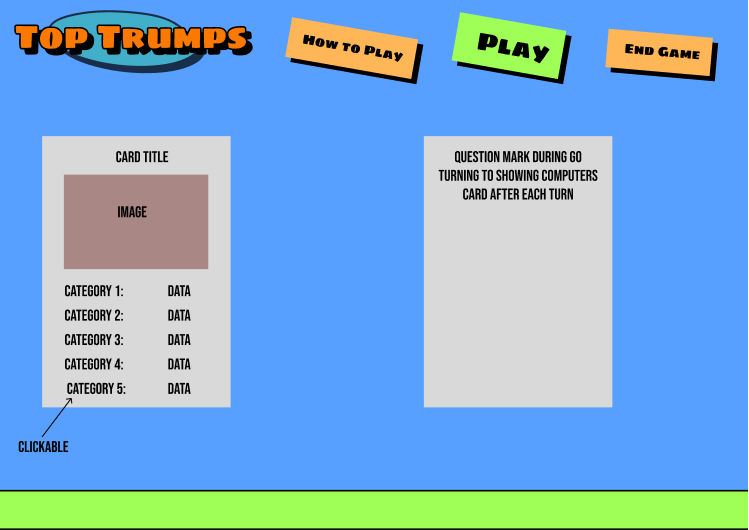 Top Trumps
How to Play
Play
End Game
CARD TITLE
IMAGE
CATEGORY 1: DATA
CATEGORY 2: DATA
CATEGORY 3: DATA
CATEGORY 4: DATA
CATEGORY 5: DATA
CLICKABLE
QUESTION MARK DURING GO
TURNING TO SHOWING COMPUTERS
CARD AFTER EACH TURN